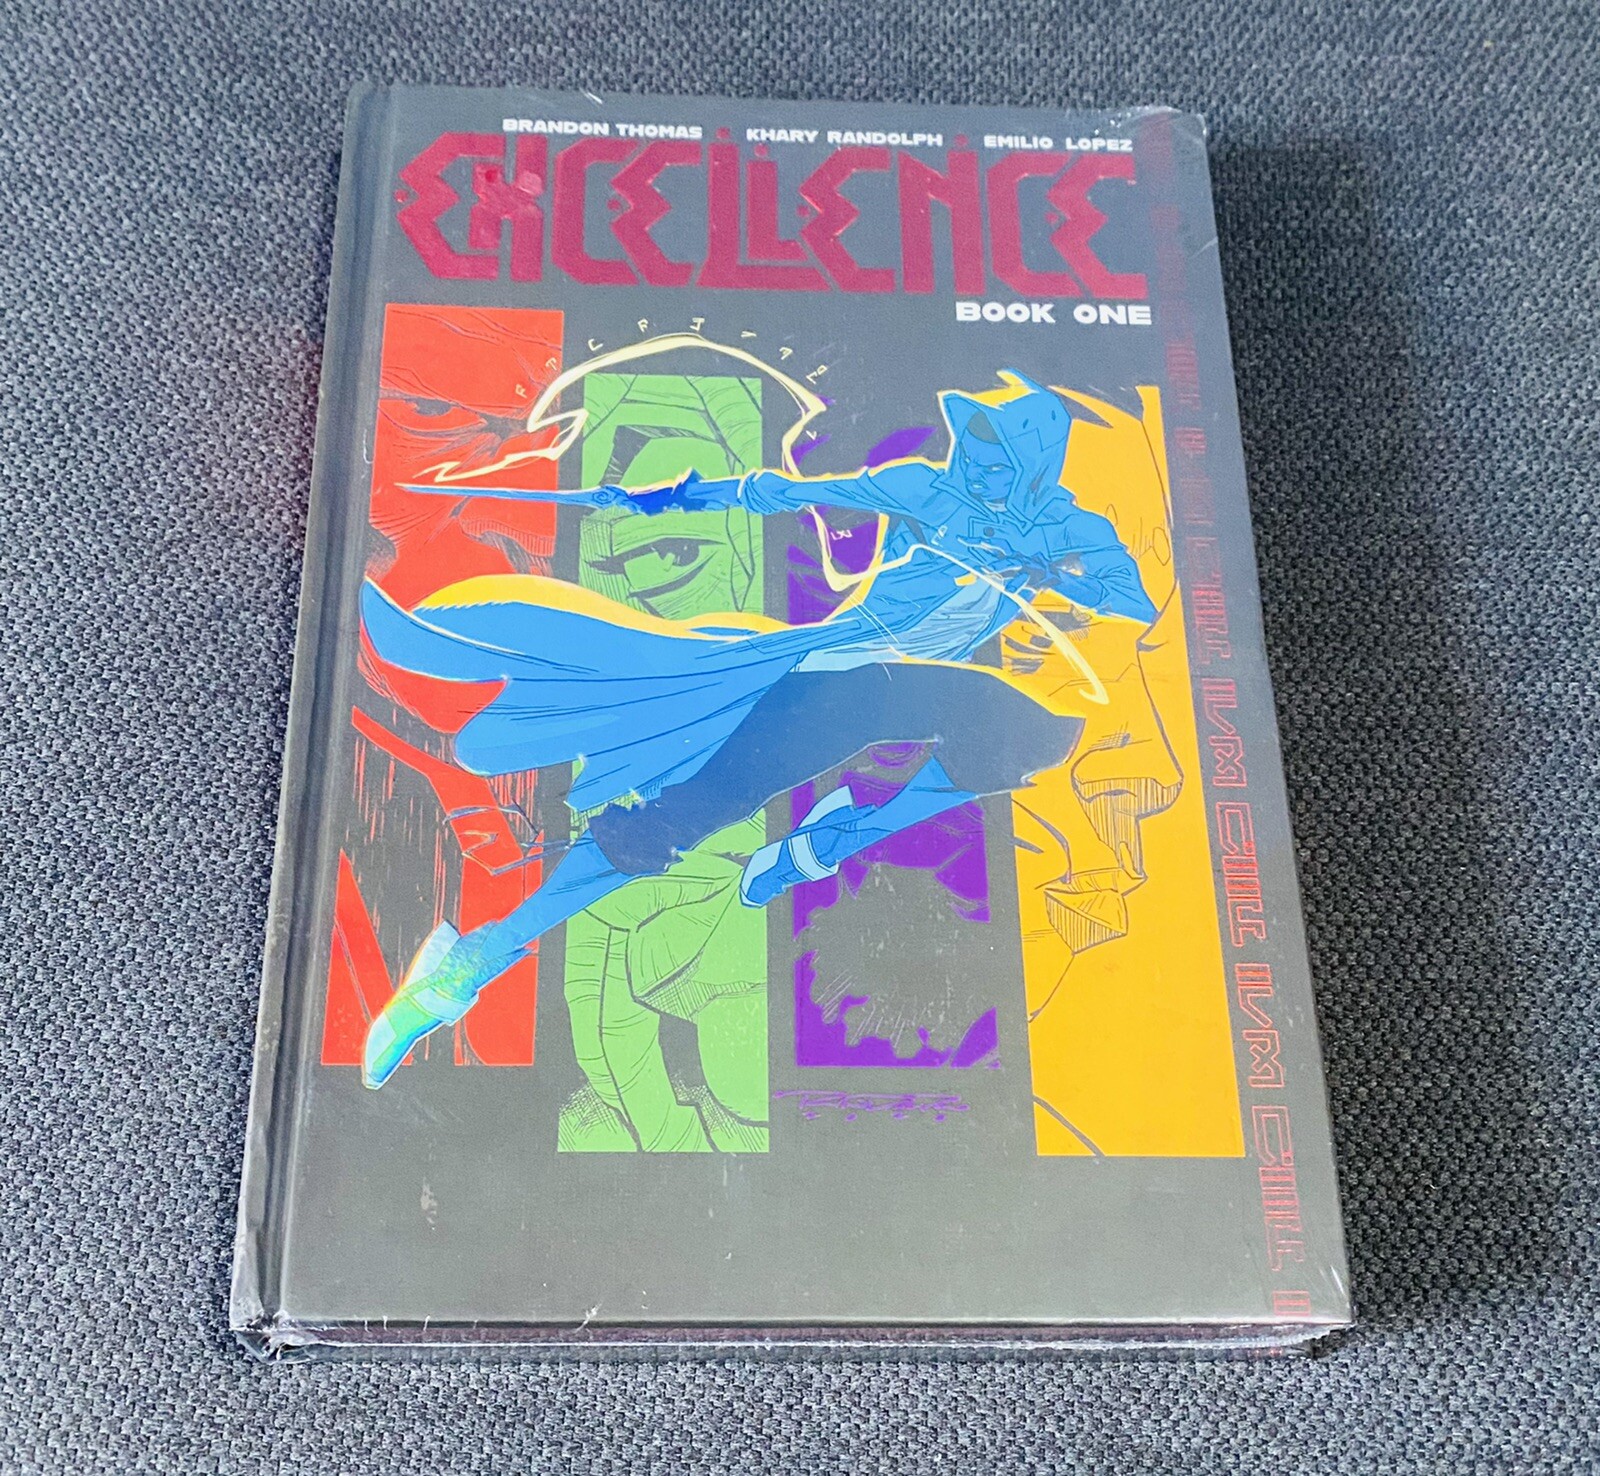 BRANDON THOMAS • KHARY RANDOLPH • EMILIO LOPEZ
EXCELLENCE
BOOK ONE